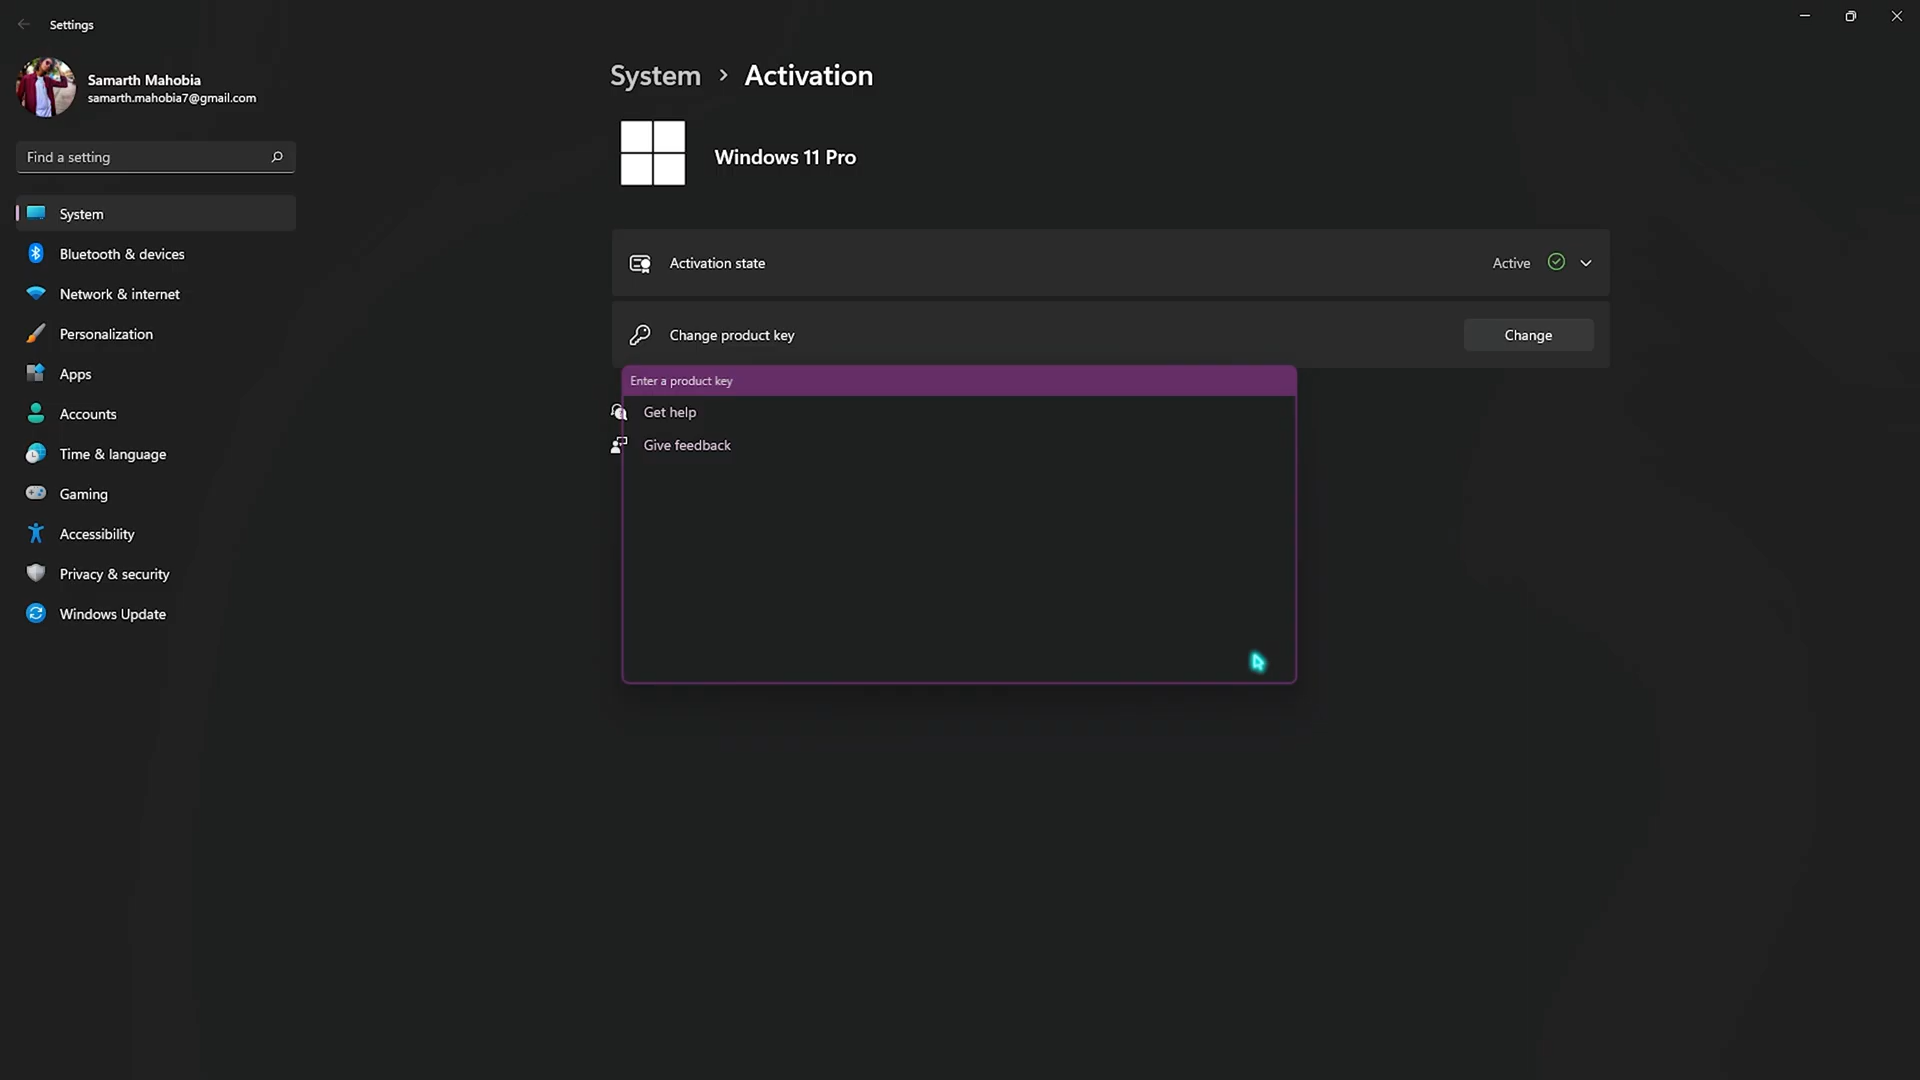 Settings
Samarth Mahobia
samarth.mahobia7@gmail.com
Find a setting
System
Bluetooth & devices
Network & internet
Personalization
Apps
Accounts
Time & language
Gaming
Accessibility
Privacy & security
Windows Update
System > Activation
Windows 11 Pro
Activation state Active
Change product key Change
Enter a product key
Get help
Give feedback